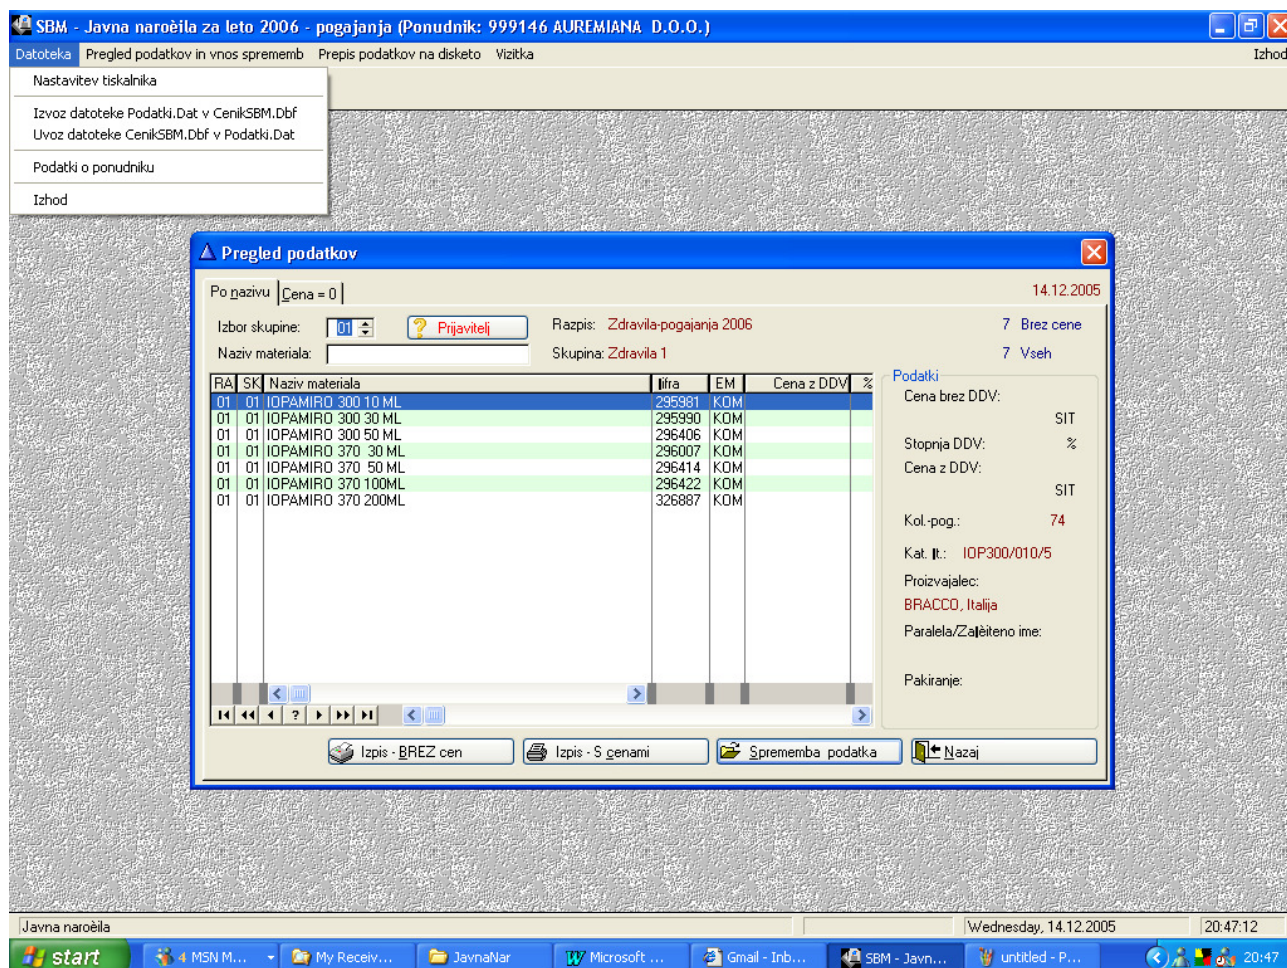 SBM - Javna naroèila za leto 2006 - pogajanja (Ponudnik: 999146 AUREMIANA D.O.O.)
Datoteka Pregled podatkov in vnos sprememb Prepis podatkov na disketo Vizitka Izhod
Nastavitev tiskalnika
Izvoz datoteke Podatki.Dat v CenikSBM.Dbf
Uvoz datoteke CenikSBM.Dbf v Podatki.Dat
Podatki o ponudniku
Izhod
Pregled podatkov
Po nazivu Cena = 0 14.12.2005
Izbor skupine: 01 Prijavitelj Razpis: Zdravila-pogajanja 2006 7 Brez cene
Naziv materiala: Skupina: Zdravila 1 7 Vseh
RA SK Naziv materiala ifra EM Cena z DDV %
01 01 IOPAMIRO 300 10 ML 295981 KOM
01 01 IOPAMIRO 300 30 ML 295990 KOM
01 01 IOPAMIRO 300 50 ML 296406 KOM
01 01 IOPAMIRO 370 30 ML 296007 KOM
01 01 IOPAMIRO 370 50 ML 296414 KOM
01 01 IOPAMIRO 370 100ML 296422 KOM
01 01 IOPAMIRO 370 200ML 326887 KOM
Podatki
Cena brez DDV:
SIT
Stopnja DDV: %
Cena z DDV:
SIT
Kol.-pog.: 74
Kat. t.: IOP300/010/5
Proizvajalec:
BRACCO, Italija
Paralela/Zaèiteno ime:
Pakiranje:
Izpis - BREZ cen Izpis - S cenami Sprememba podatka Nazaj
Javna naroèila Wednesday, 14.12.2005 20:47:12
start 4 MSN M... My Receiv... JavnaNar Microsoft ... Gmail - Inb... SBM - Javn... untitled - P... 20:47